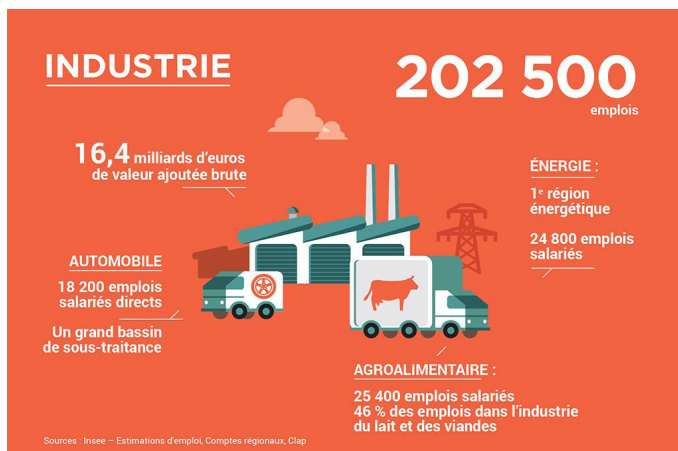 INDUSTRIE
202 500
emplois
16,4 milliards d'euros
de valeur ajoutée brute
ÉNERGIE :
1e région
énergétique
24 800 emplois
salariés
AUTOMOBILE
18 200 emplois
salariés directs
Un grand bassin
de sous-traitance
AGROALIMENTAIRE :
25 400 emplois salariés
46 % des emplois dans l'industrie
du lait et des viandes
Sources : Insee – Estimations d'emploi, Comptes régionaux, Clap